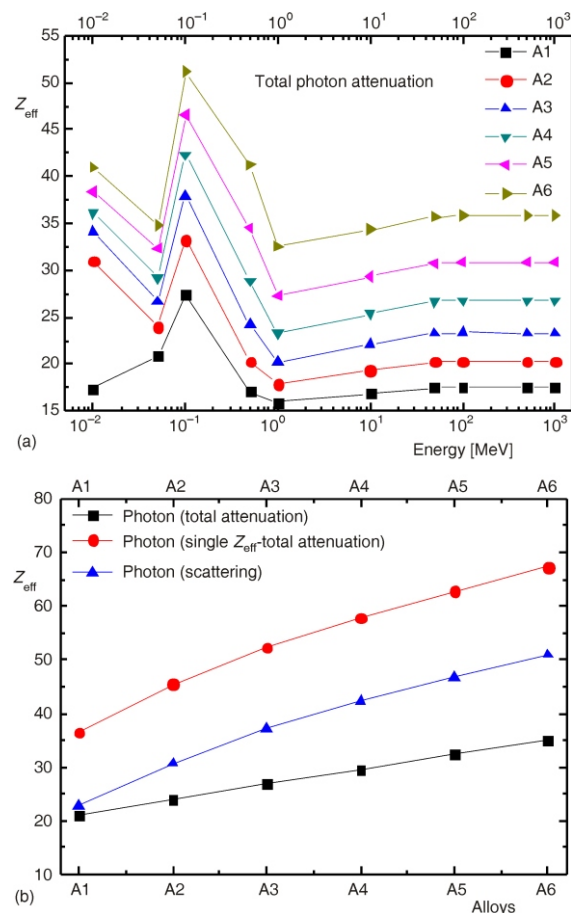 10⁻² 10⁻¹ 10⁰ 10¹ 10² 10³
55
50
45
40
35
30
25
20
15
Z_eff
Total photon attenuation
A1
A2
A3
A4
A5
A6
10⁻² 10⁻¹ 10⁰ 10¹ 10² 10³
(a)
Energy [MeV]
A1 A2 A3 A4 A5 A6
80
70
60
50
40
30
20
10
Z_eff
Photon (total attenuation)
Photon (single Z_eff-total attenuation)
Photon (scattering)
A1 A2 A3 A4 A5 A6
(b)
Alloys